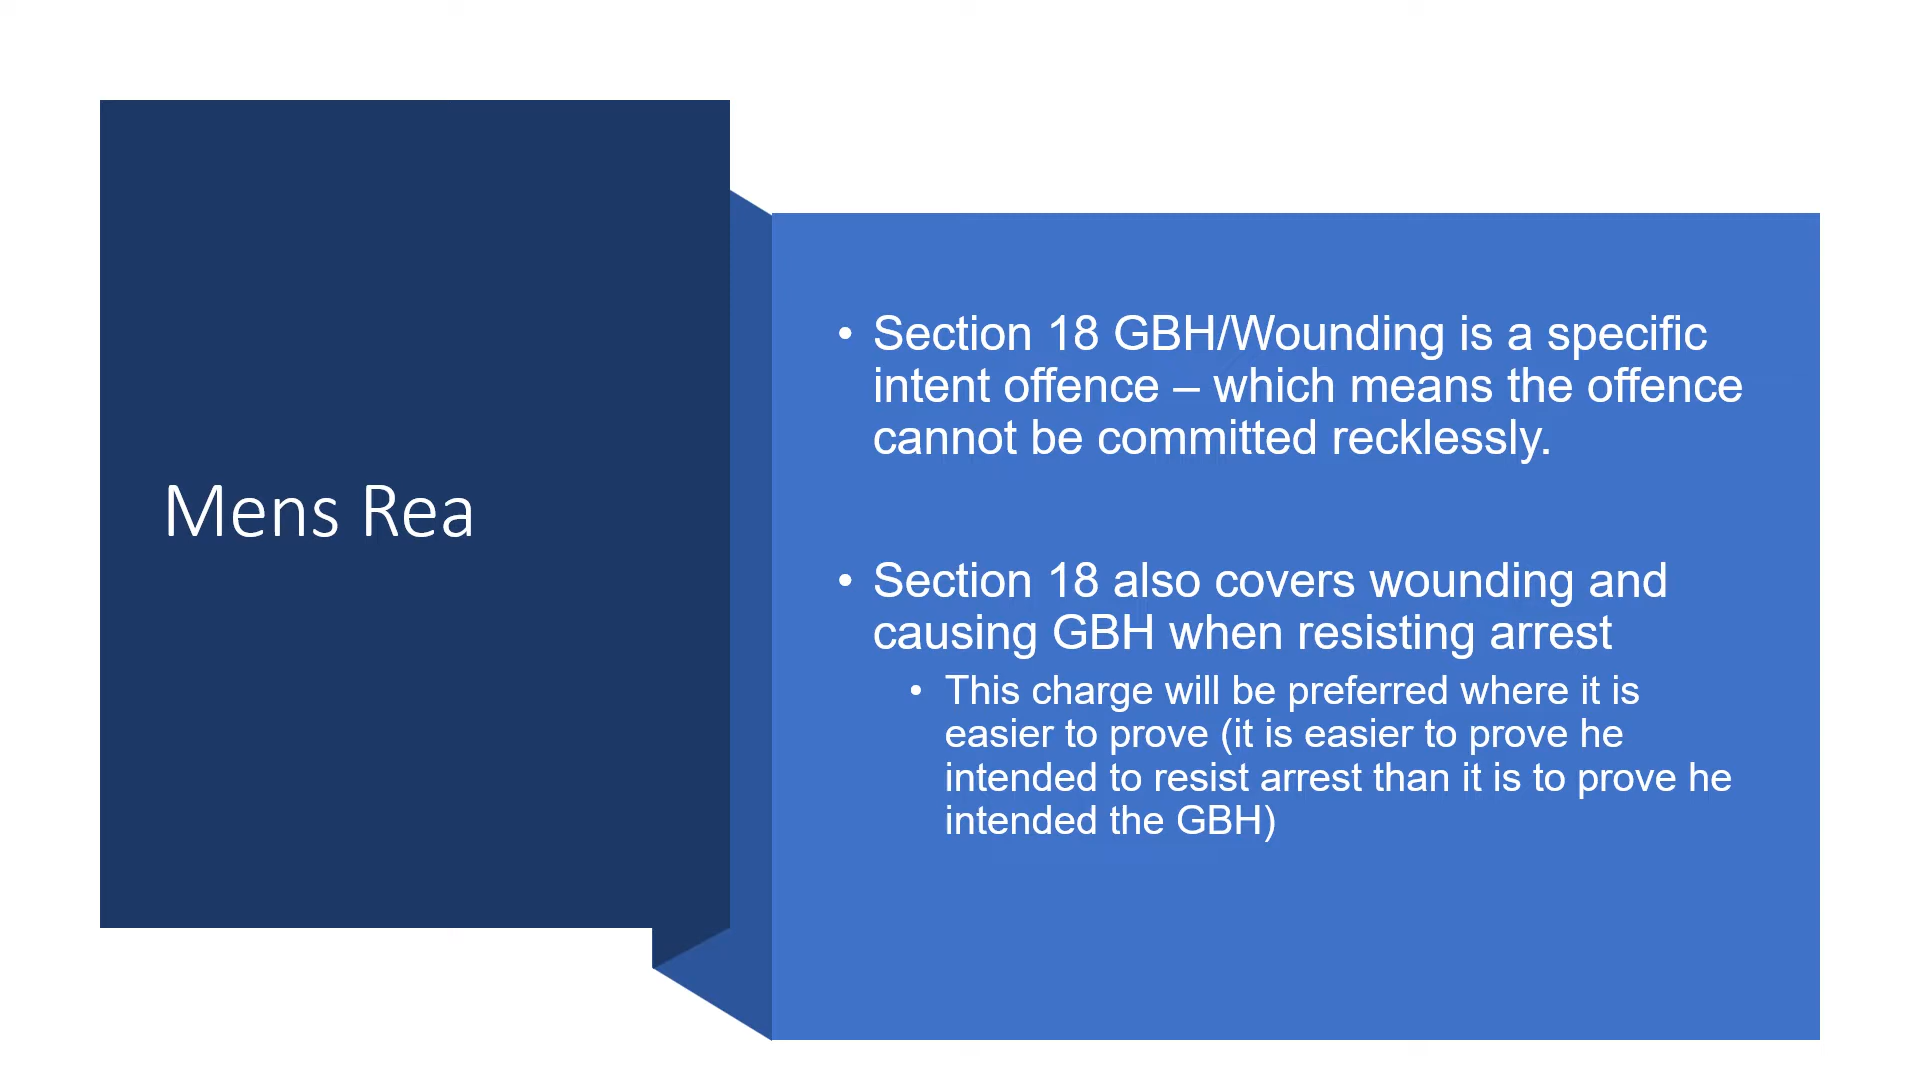 Mens Rea
• Section 18 GBH/Wounding is a specific
intent offence – which means the offence
cannot be committed recklessly.
• Section 18 also covers wounding and
causing GBH when resisting arrest
• This charge will be preferred where it is
easier to prove (it is easier to prove he
intended to resist arrest than it is to prove he
intended the GBH)